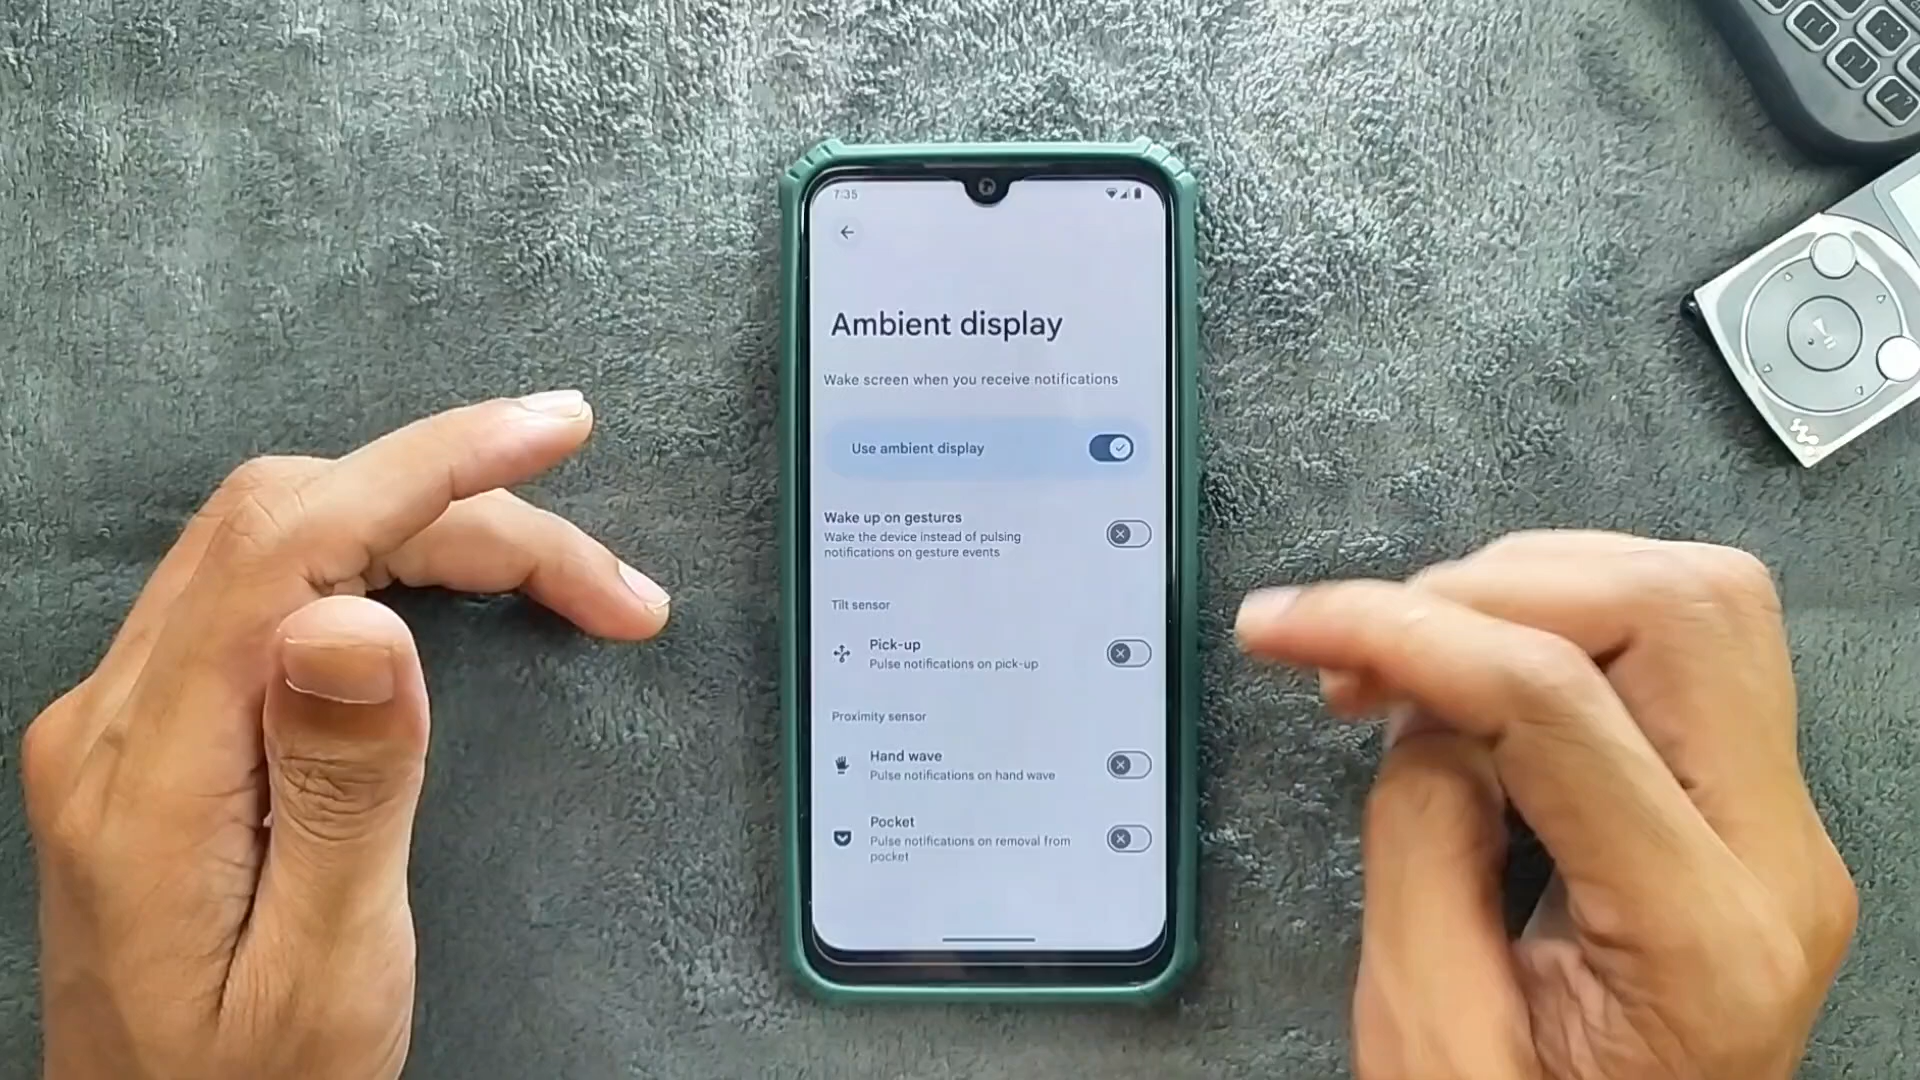 7:35
Ambient display
Wake screen when you receive notifications
Use ambient display
Wake up on gestures
Wake the device instead of pulsing
notifications on gesture events
Tilt sensor
Pick-up
Pulse notifications on pick-up
Proximity sensor
Hand wave
Pulse notifications on hand wave
Pocket
Pulse notifications on removal from
pocket